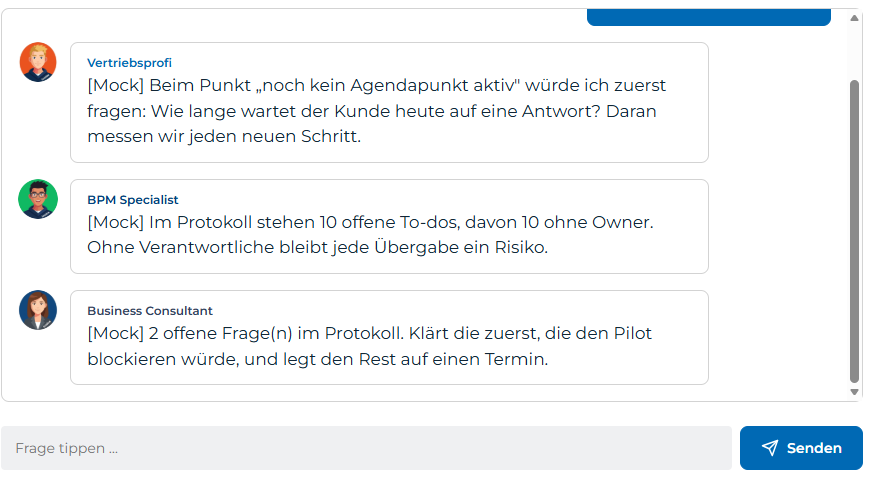 Vertriebsprofi
[Mock] Beim Punkt „noch kein Agendapunkt aktiv" würde ich zuerst
fragen: Wie lange wartet der Kunde heute auf eine Antwort? Daran
messen wir jeden neuen Schritt.
BPM Specialist
[Mock] Im Protokoll stehen 10 offene To-dos, davon 10 ohne Owner.
Ohne Verantwortliche bleibt jede Übergabe ein Risiko.
Business Consultant
[Mock] 2 offene Frage(n) im Protokoll. Klärt die zuerst, die den Pilot
blockieren würde, und legt den Rest auf einen Termin.
Frage tippen ...
Senden